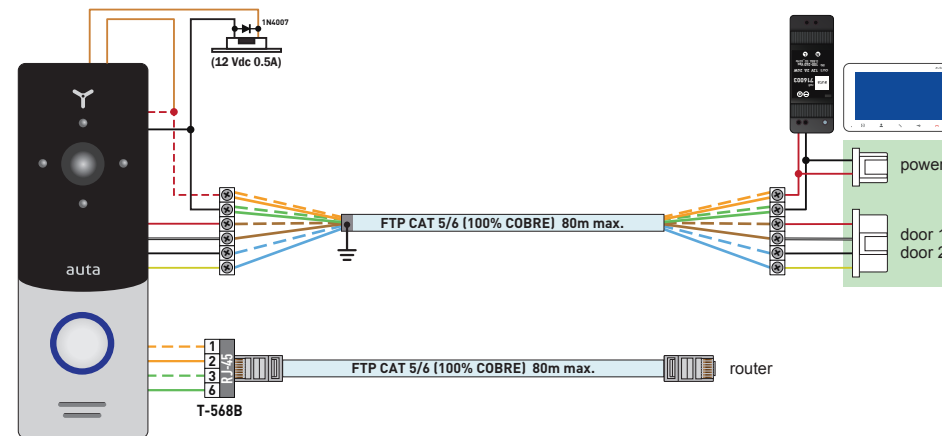 1N4007
(12 Vdc 0.5A)
power
FTP CAT 5/6 (100% COBRE) 80m max.
door 1
door 2
auta
1
2
3
6
RJ-45
FTP CAT 5/6 (100% COBRE) 80m max.
router
T-568B